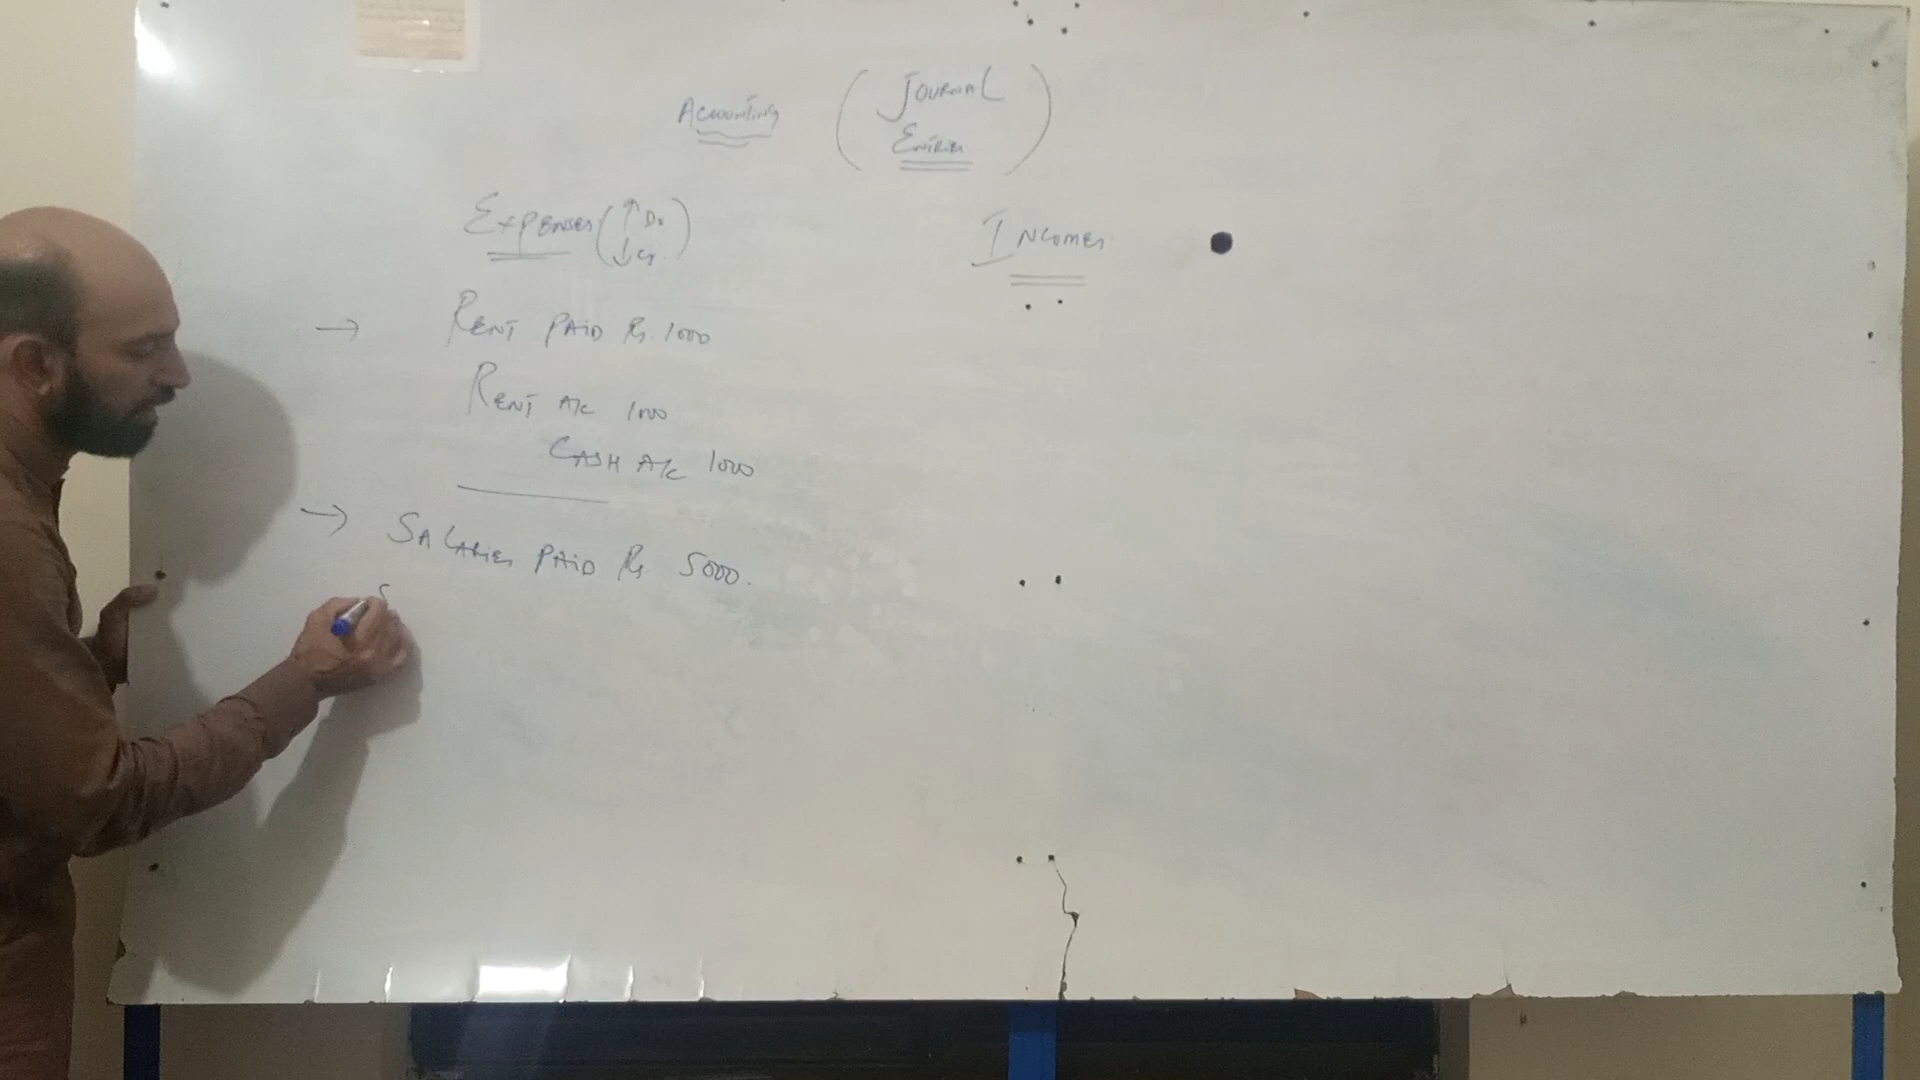 Accounting (JOURNAL
Entries)
Expenses (↑ Dr
↓ Cr.)
Incomes
→ RENT PAID Rs. 1000
RENT A/c 1000
CASH A/c 1000
→ SALARIES PAID Rs 5000.
S